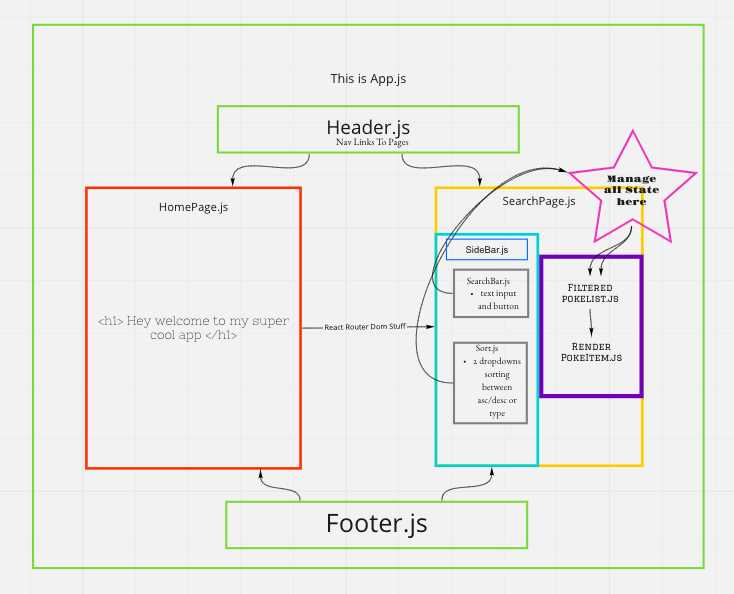 This is App.js
Header.js
Nav Links To Pages
Manage
all State
here
HomePage.js
SearchPage.js
SideBar.js
SearchBar.js
• text input
and button
Filtered
pokelist.js
<h1> Hey welcome to my super
cool app </h1>
React Router Dom Stuff
Render
PokeItem.js
Sort.js
• 2 dropdowns
sorting
between
asc/desc or
type
Footer.js